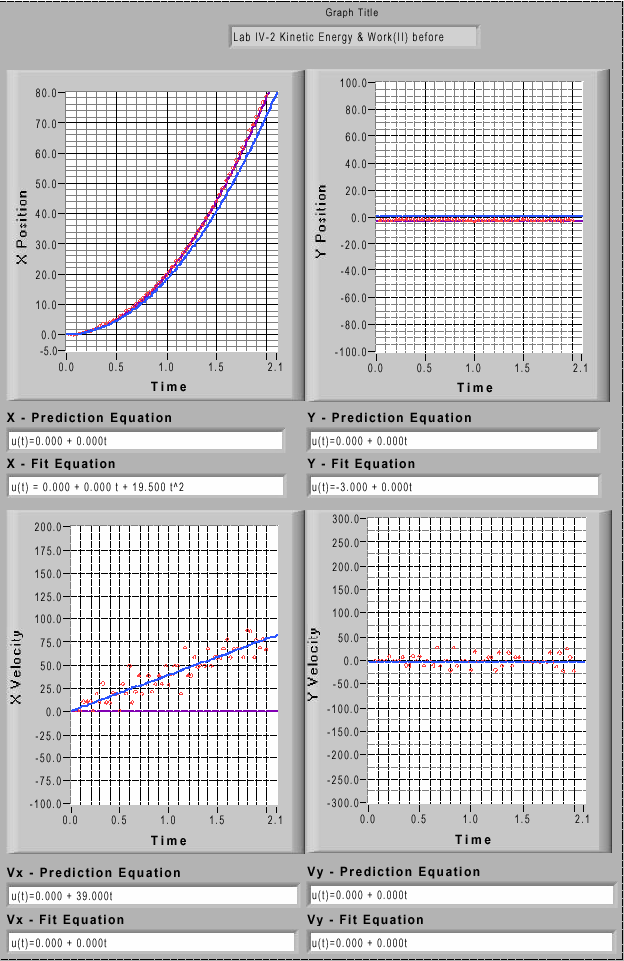 Graph Title
Lab IV-2 Kinetic Energy & Work(II) before
80.0
70.0
60.0
50.0
40.0
30.0
20.0
10.0
0.0
-5.0
X Position
0.0 0.5 1.0 1.5 2.1
Time
100.0
80.0
60.0
40.0
20.0
0.0
-20.0
-40.0
-60.0
-80.0
-100.0
Y Position
0.0 0.5 1.0 1.5 2.1
Time
X - Prediction Equation
u(t)=0.000 + 0.000t
X - Fit Equation
u(t) = 0.000 + 0.000 t + 19.500 t^2
Y - Prediction Equation
u(t)=0.000 + 0.000t
Y - Fit Equation
u(t)=-3.000 + 0.000t
200.0
175.0
150.0
125.0
100.0
75.0
50.0
25.0
0.0
-25.0
-50.0
-75.0
-100.0
X Velocity
0.0 0.5 1.0 1.5 2.1
Time
300.0
250.0
200.0
150.0
100.0
50.0
0.0
-50.0
-100.0
-150.0
-200.0
-250.0
-300.0
Y Velocity
0.0 0.5 1.0 1.5 2.1
Time
Vx - Prediction Equation
u(t)=0.000 + 39.000t
Vx - Fit Equation
u(t)=0.000 + 0.000t
Vy - Prediction Equation
u(t)=0.000 + 0.000t
Vy - Fit Equation
u(t)=0.000 + 0.000t